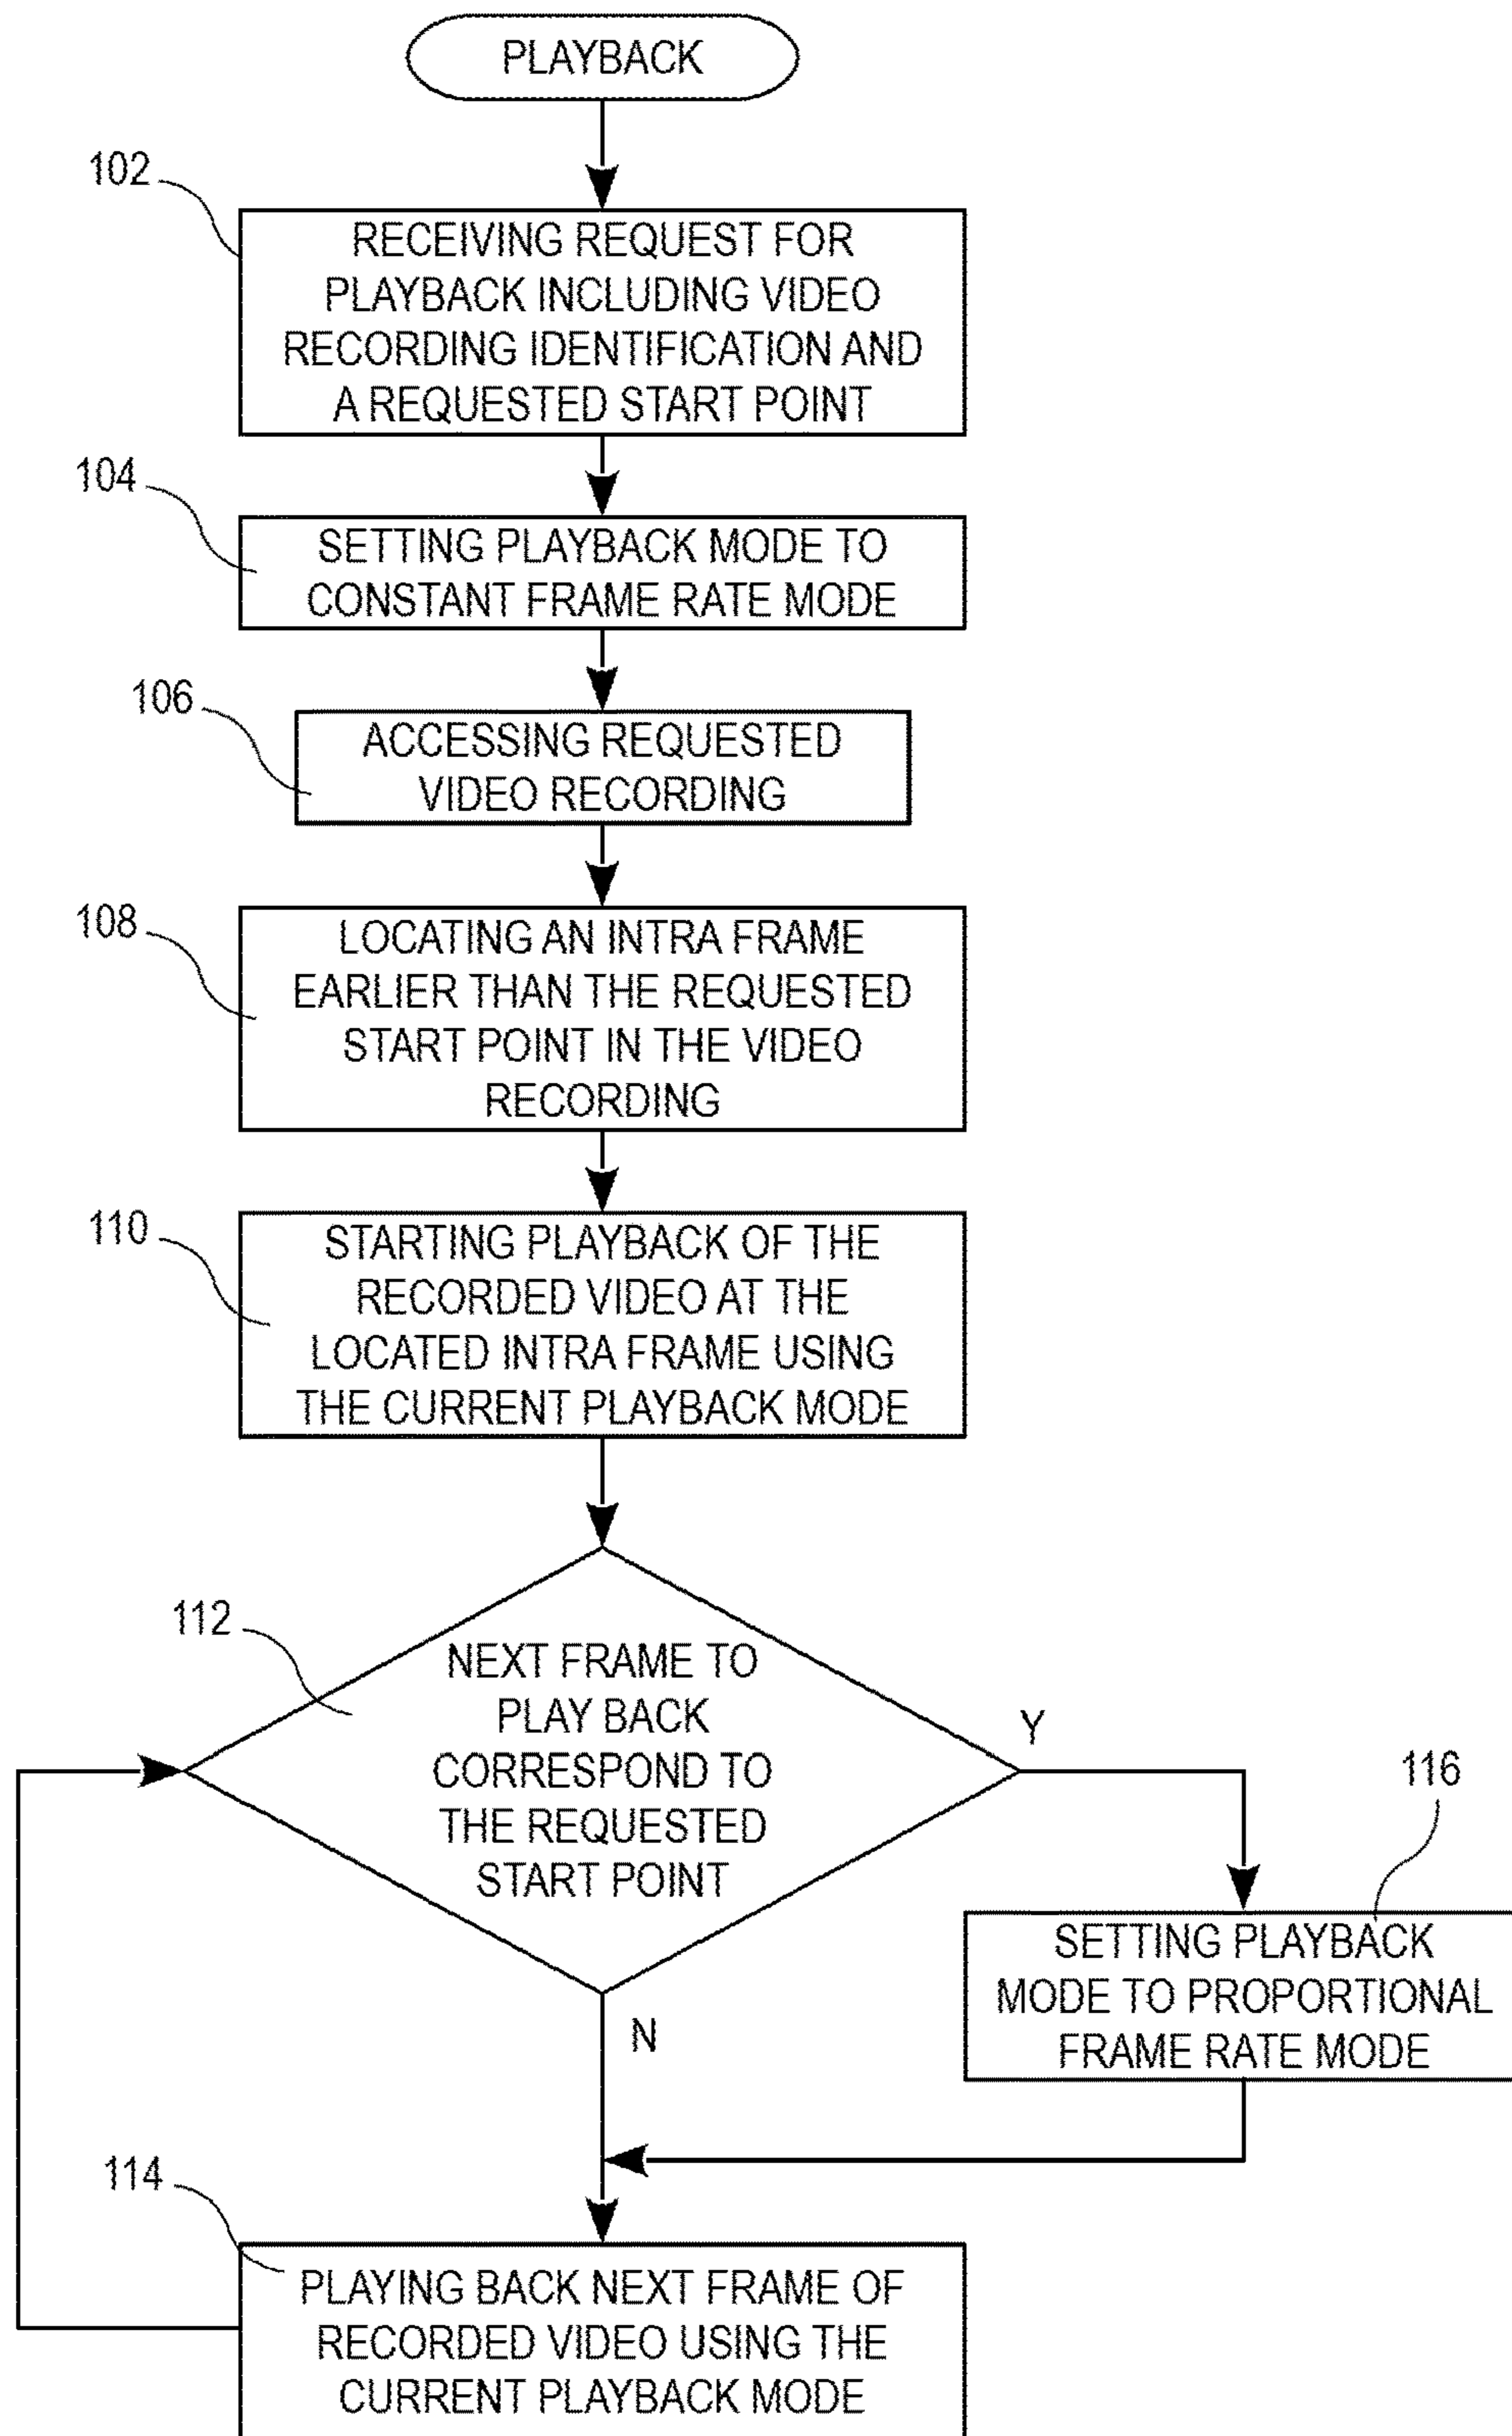 PLAYBACK
102
RECEIVING REQUEST FOR
PLAYBACK INCLUDING VIDEO
RECORDING IDENTIFICATION AND
A REQUESTED START POINT
104
SETTING PLAYBACK MODE TO
CONSTANT FRAME RATE MODE
106
ACCESSING REQUESTED
VIDEO RECORDING
108
LOCATING AN INTRA FRAME
EARLIER THAN THE REQUESTED
START POINT IN THE VIDEO
RECORDING
110
STARTING PLAYBACK OF THE
RECORDED VIDEO AT THE
LOCATED INTRA FRAME USING
THE CURRENT PLAYBACK MODE
112
NEXT FRAME TO
PLAY BACK
CORRESPOND TO
THE REQUESTED
START POINT
Y
116
SETTING PLAYBACK
MODE TO PROPORTIONAL
FRAME RATE MODE
N
114
PLAYING BACK NEXT FRAME OF
RECORDED VIDEO USING THE
CURRENT PLAYBACK MODE